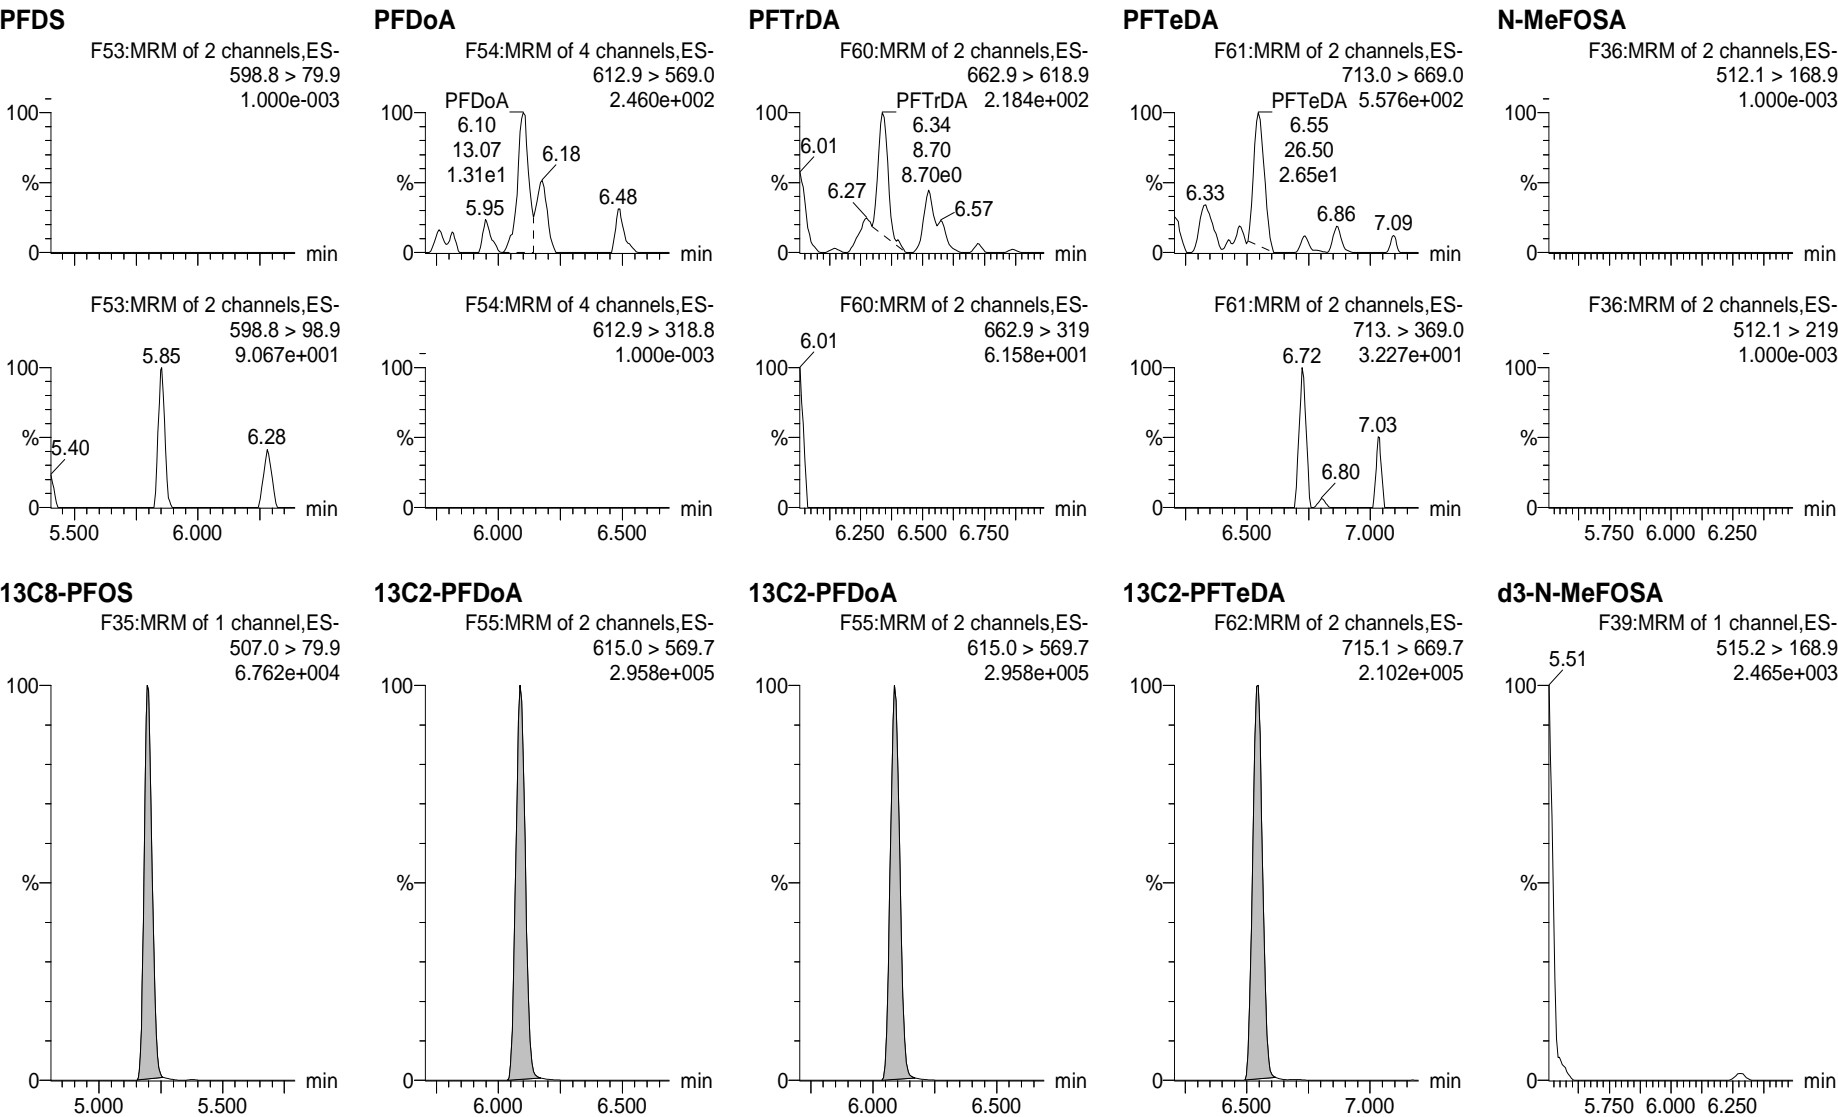 PFDS
F53:MRM of 2 channels,ES-
598.8 > 79.9
1.000e-003
100
%
0
min
F53:MRM of 2 channels,ES-
598.8 > 98.9
9.067e+001
5.85
100
%
5.40
6.28
0
min
5.500 6.000
PFDoA
F54:MRM of 4 channels,ES-
612.9 > 569.0
2.460e+002
PFDoA
6.10
13.07
1.31e1
100
%
0
5.95
6.18
6.48
min
F54:MRM of 4 channels,ES-
612.9 > 318.8
1.000e-003
100
%
0
min
6.000 6.500
PFTrDA
F60:MRM of 2 channels,ES-
662.9 > 618.9
2.184e+002
PFTrDA
6.34
8.70
8.70e0
100
%
0
6.01
6.27
6.57
min
F60:MRM of 2 channels,ES-
662.9 > 319
6.158e+001
6.01
100
%
0
min
6.250 6.500 6.750
PFTeDA
F61:MRM of 2 channels,ES-
713.0 > 669.0
5.576e+002
PFTeDA
6.55
26.50
2.65e1
100
%
0
6.33
6.86
7.09
min
F61:MRM of 2 channels,ES-
713. > 369.0
3.227e+001
6.72
100
%
0
7.03
6.80
min
6.500 7.000
N-MeFOSA
F36:MRM of 2 channels,ES-
512.1 > 168.9
1.000e-003
100
%
0
min
F36:MRM of 2 channels,ES-
512.1 > 219
1.000e-003
100
%
0
min
5.750 6.000 6.250
13C8-PFOS
F35:MRM of 1 channel,ES-
507.0 > 79.9
6.762e+004
100
%
0
min
5.000 5.500
13C2-PFDoA
F55:MRM of 2 channels,ES-
615.0 > 569.7
2.958e+005
100
%
0
min
6.000 6.500
13C2-PFDoA
F55:MRM of 2 channels,ES-
615.0 > 569.7
2.958e+005
100
%
0
min
6.000 6.500
13C2-PFTeDA
F62:MRM of 2 channels,ES-
715.1 > 669.7
2.102e+005
100
%
0
min
6.500 7.000
d3-N-MeFOSA
F39:MRM of 1 channel,ES-
515.2 > 168.9
2.465e+003
5.51
100
%
0
min
5.750 6.000 6.250